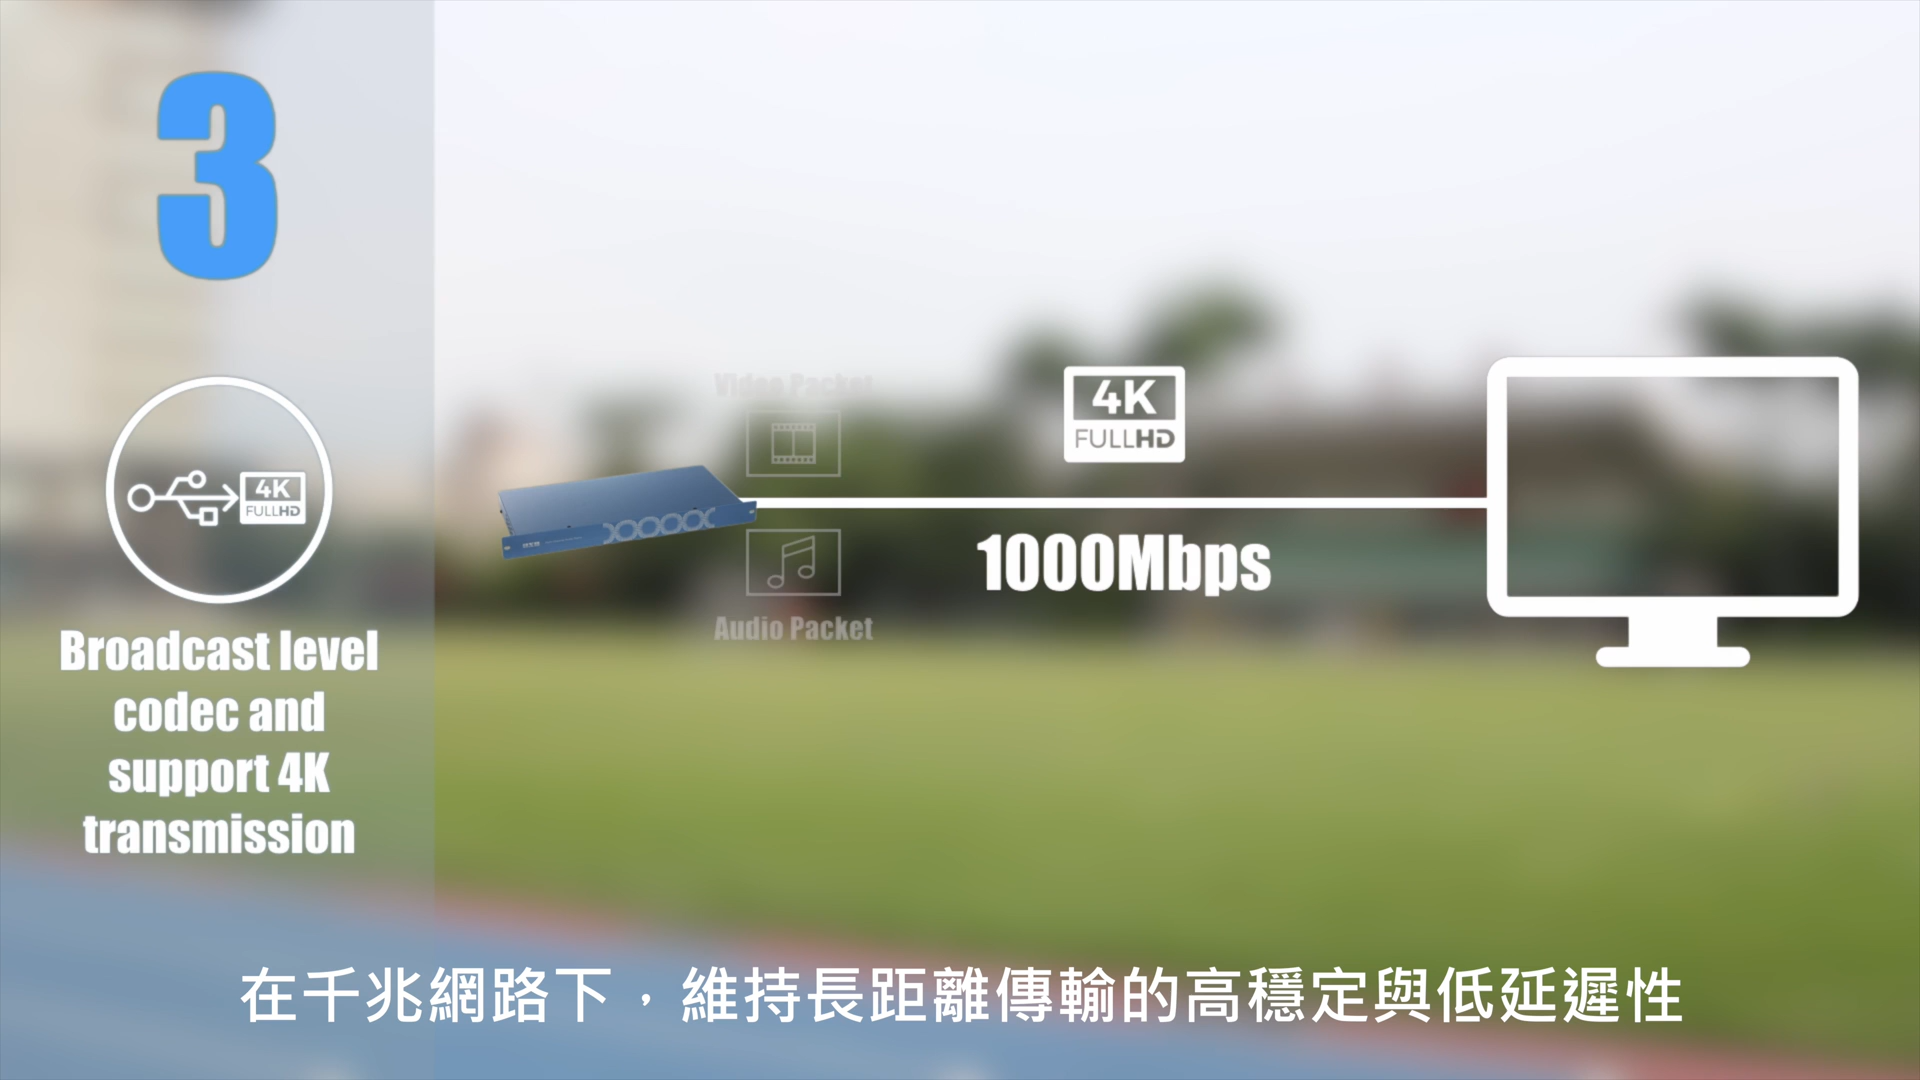 3
4K
FULLHD
Broadcast level
codec and
support 4K
transmission
Video Packet
Audio Packet
4K
FULLHD
1000Mbps
在千兆網路下，維持長距離傳輸的高穩定與低延遲性